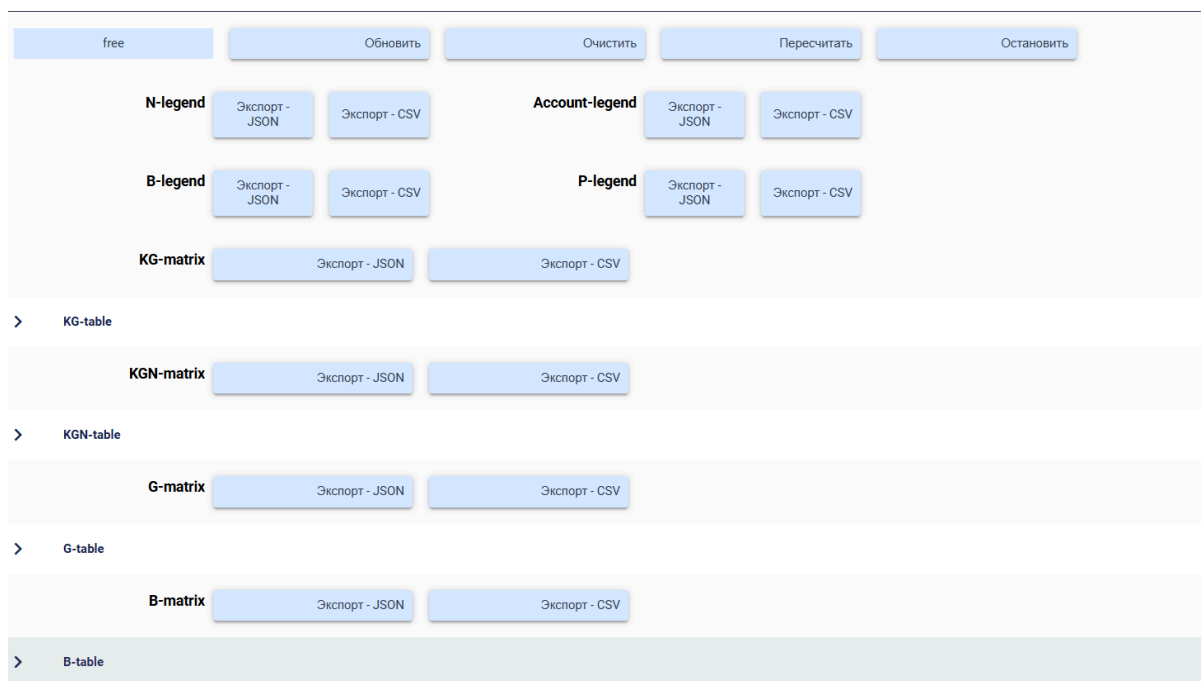 free Обновить Очистить Пересчитать Остановить
N-legend Экспорт - JSON Экспорт - CSV Account-legend Экспорт - JSON Экспорт - CSV
B-legend Экспорт - JSON Экспорт - CSV P-legend Экспорт - JSON Экспорт - CSV
KG-matrix Экспорт - JSON Экспорт - CSV
KG-table
KGN-matrix Экспорт - JSON Экспорт - CSV
KGN-table
G-matrix Экспорт - JSON Экспорт - CSV
G-table
B-matrix Экспорт - JSON Экспорт - CSV
B-table